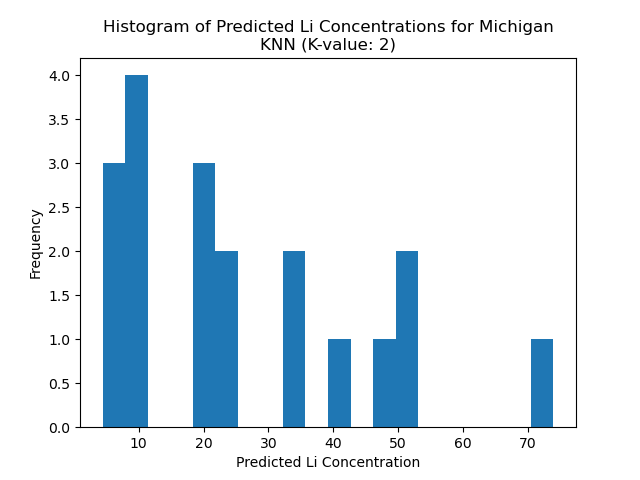 Histogram of Predicted Li Concentrations for Michigan
KNN (K-value: 2)
4.0
3.5
3.0
2.5
2.0
1.5
1.0
0.5
0.0
Frequency
10 20 30 40 50 60 70
Predicted Li Concentration